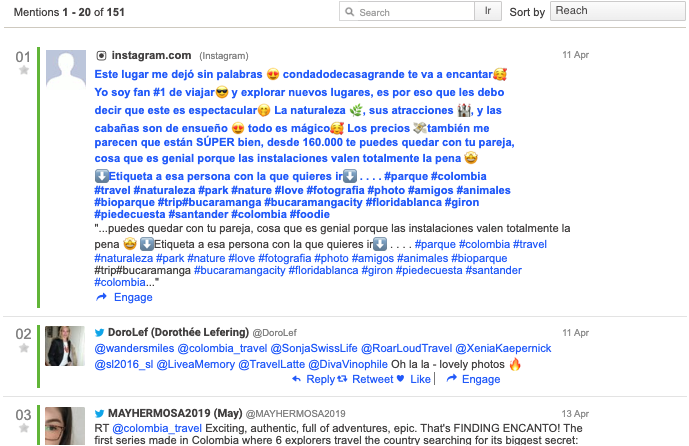 Mentions 1 - 20 of 151
Search
Ir
Sort by
Reach
01
instagram.com (Instagram)
11 Apr
Este lugar me dejó sin palabras 😍 condadodecasagrande te va a encantar🥰
Yo soy fan #1 de viajar😎 y explorar nuevos lugares, es por eso que les debo
decir que este es espectacular🤭 La naturaleza 🌿, sus atracciones 🏰, y las
cabañas son de ensueño 😍 todo es mágico🥰 Los precios 💸también me
parecen que están SÚPER bien, desde 160.000 te puedes quedar con tu pareja,
cosa que es genial porque las instalaciones valen totalmente la pena 🤩
⬇️Etiqueta a esa persona con la que quieres ir⬇️ . . . . #parque #colombia
#travel #naturaleza #park #nature #love #fotografia #photo #amigos #animales
#bioparque #trip#bucaramanga #bucaramangacity #floridablanca #giron
#piedecuesta #santander #colombia #foodie
"...puedes quedar con tu pareja, cosa que es genial porque las instalaciones valen totalmente la
pena 🤩 ⬇️Etiqueta a esa persona con la que quieres ir⬇️ . . . . #parque #colombia #travel
#naturaleza #park #nature #love #fotografia #photo #amigos #animales #bioparque
#trip#bucaramanga #bucaramangacity #floridablanca #giron #piedecuesta #santander
#colombia..."
Engage
02
DoroLef (Dorothée Lefering) @DoroLef
11 Apr
@wandersmiles @colombia_travel @SonjaSwissLife @RoarLoudTravel @XeniaKaepernick
@sl2016_sl @LiveaMemory @TravelLatte @DivaVinophile Oh la la - lovely photos 🔥
Reply Retweet Like | Engage
03
MAYHERMOSA2019 (May) @MAYHERMOSA2019
13 Apr
RT @colombia_travel Exciting, authentic, full of adventures, epic. That's FINDING ENCANTO! The
first series made in Colombia where 6 explorers travel the country searching for its biggest secret: